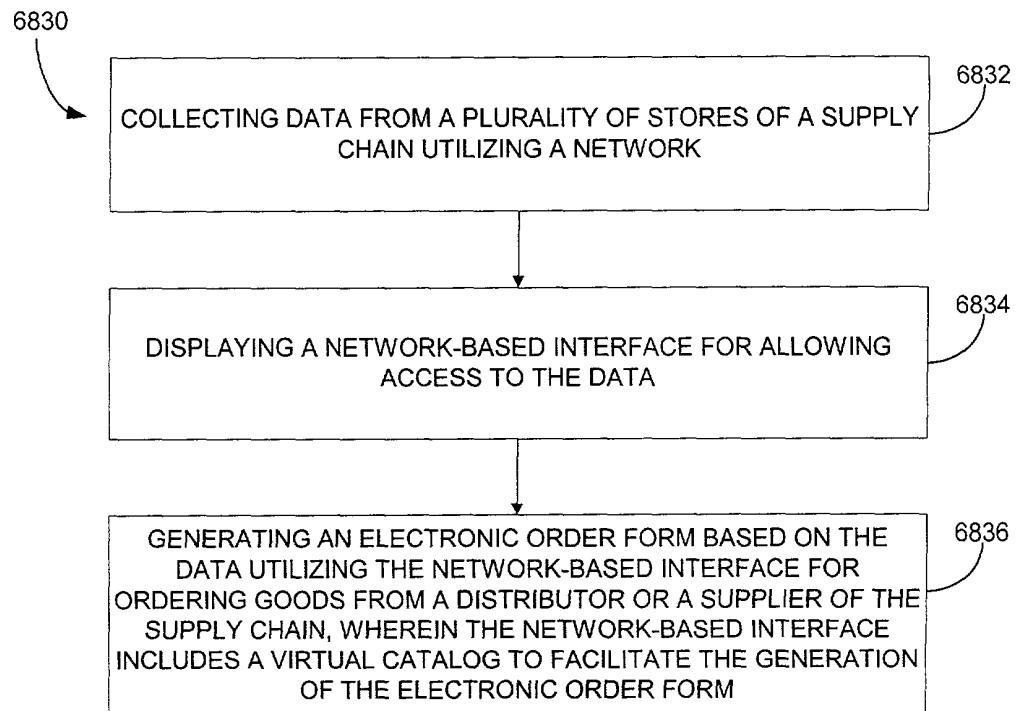 6830
6832
COLLECTING DATA FROM A PLURALITY OF STORES OF A SUPPLY
CHAIN UTILIZING A NETWORK
6834
DISPLAYING A NETWORK-BASED INTERFACE FOR ALLOWING
ACCESS TO THE DATA
6836
GENERATING AN ELECTRONIC ORDER FORM BASED ON THE
DATA UTILIZING THE NETWORK-BASED INTERFACE FOR
ORDERING GOODS FROM A DISTRIBUTOR OR A SUPPLIER OF THE
SUPPLY CHAIN, WHEREIN THE NETWORK-BASED INTERFACE
INCLUDES A VIRTUAL CATALOG TO FACILITATE THE GENERATION
OF THE ELECTRONIC ORDER FORM